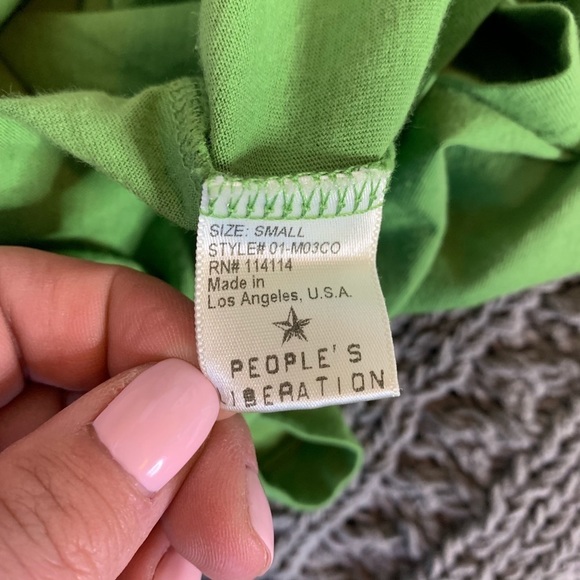 SIZE: SMALL
STYLE# 01-M03CO
RN# 114114
Made in
Los Angeles, U.S.A.
PEOPLE'S
LIBERATION